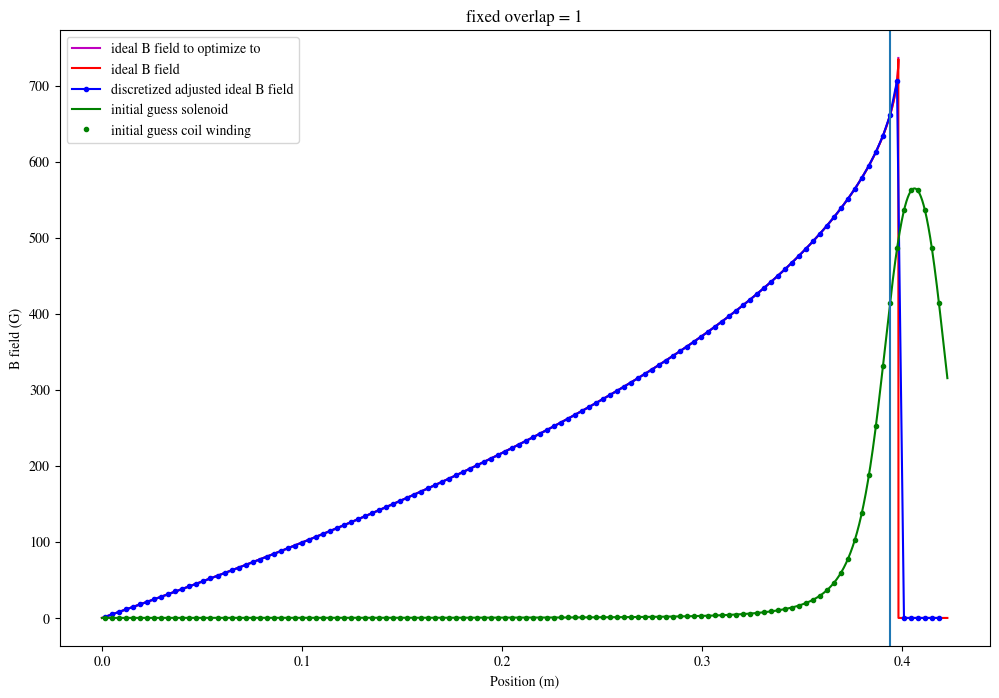 fixed overlap = 1
ideal B field to optimize to
ideal B field
discretized adjusted ideal B field
initial guess solenoid
initial guess coil winding
700
600
500
400
300
200
100
0
B field (G)
0.0 0.1 0.2 0.3 0.4
Position (m)